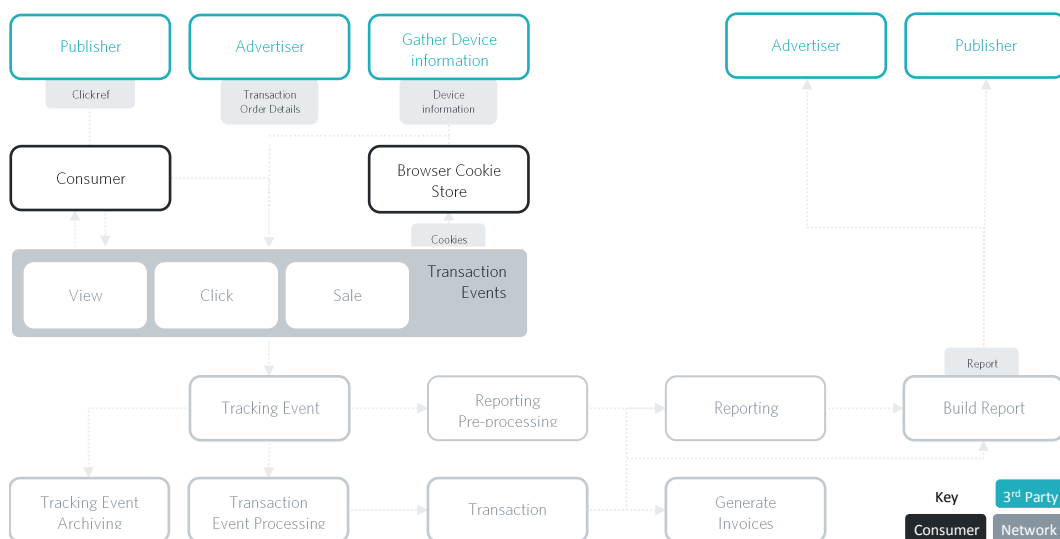 Publisher
Advertiser
Gather Device
information
Advertiser
Publisher
Clickref
Transaction
Order Details
Device
information
Consumer
Browser Cookie
Store
Cookies
View
Click
Sale
Transaction
Events
Report
Tracking Event
Reporting
Pre-processing
Reporting
Build Report
Tracking Event
Archiving
Transaction
Event Processing
Transaction
Generate
Invoices
Key
3rd Party
Consumer
Network